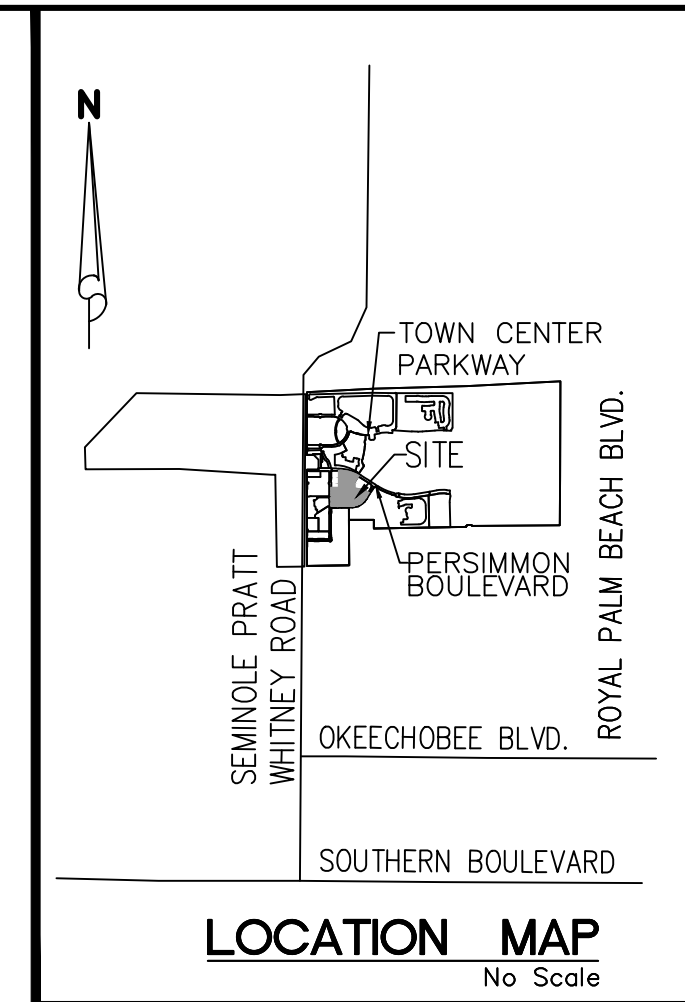 N
TOWN CENTER
PARKWAY
SITE
PERSIMMON
BOULEVARD
ROYAL PALM BEACH BLVD.
SEMINOLE PRATT
WHITNEY ROAD
OKEECHOBEE BLVD.
SOUTHERN BOULEVARD
LOCATION MAP
No Scale